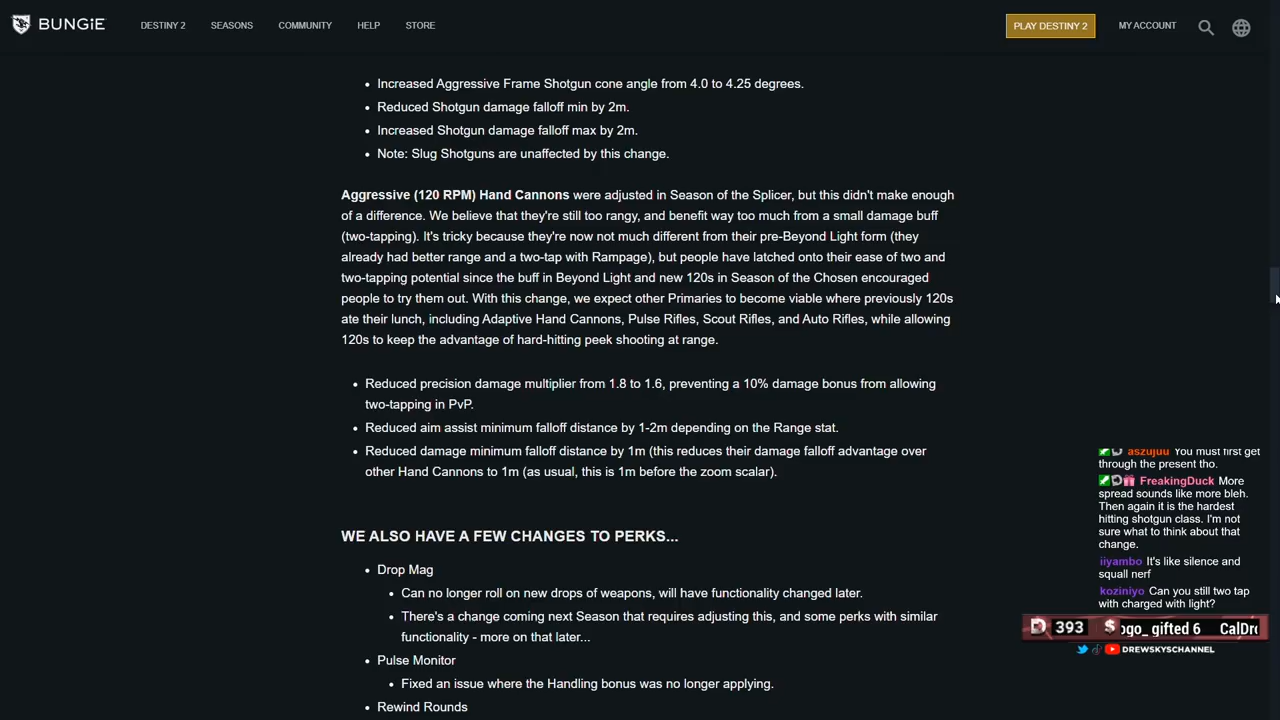 BUNGiE DESTINY 2 SEASONS COMMUNITY HELP STORE PLAY DESTINY 2 MY ACCOUNT
• Increased Aggressive Frame Shotgun cone angle from 4.0 to 4.25 degrees.
• Reduced Shotgun damage falloff min by 2m.
• Increased Shotgun damage falloff max by 2m.
• Note: Slug Shotguns are unaffected by this change.
Aggressive (120 RPM) Hand Cannons were adjusted in Season of the Splicer, but this didn't make enough
of a difference. We believe that they're still too rangy, and benefit way too much from a small damage buff
(two-tapping). It's tricky because they're now not much different from their pre-Beyond Light form (they
already had better range and a two-tap with Rampage), but people have latched onto their ease of two and
two-tapping potential since the buff in Beyond Light and new 120s in Season of the Chosen encouraged
people to try them out. With this change, we expect other Primaries to become viable where previously 120s
ate their lunch, including Adaptive Hand Cannons, Pulse Rifles, Scout Rifles, and Auto Rifles, while allowing
120s to keep the advantage of hard-hitting peek shooting at range.
• Reduced precision damage multiplier from 1.8 to 1.6, preventing a 10% damage bonus from allowing
two-tapping in PvP.
• Reduced aim assist minimum falloff distance by 1-2m depending on the Range stat.
• Reduced damage minimum falloff distance by 1m (this reduces their damage falloff advantage over
other Hand Cannons to 1m (as usual, this is 1m before the zoom scalar).
WE ALSO HAVE A FEW CHANGES TO PERKS...
• Drop Mag
• Can no longer roll on new drops of weapons, will have functionality changed later.
• There's a change coming next Season that requires adjusting this, and some perks with similar
functionality - more on that later...
• Pulse Monitor
• Fixed an issue where the Handling bonus was no longer applying.
• Rewind Rounds
aszujuu You must first get
through the present tho.
FreakingDuck More
spread sounds like more bleh.
Then again it is the hardest
hitting shotgun class. I'm not
sure what to think about that
change.
iiyambo It's like silence and
squall nerf
koziniyo Can you still two tap
with charged with light?
393 ogo_ gifted 6 CalDr
DREWSKYSCHANNEL